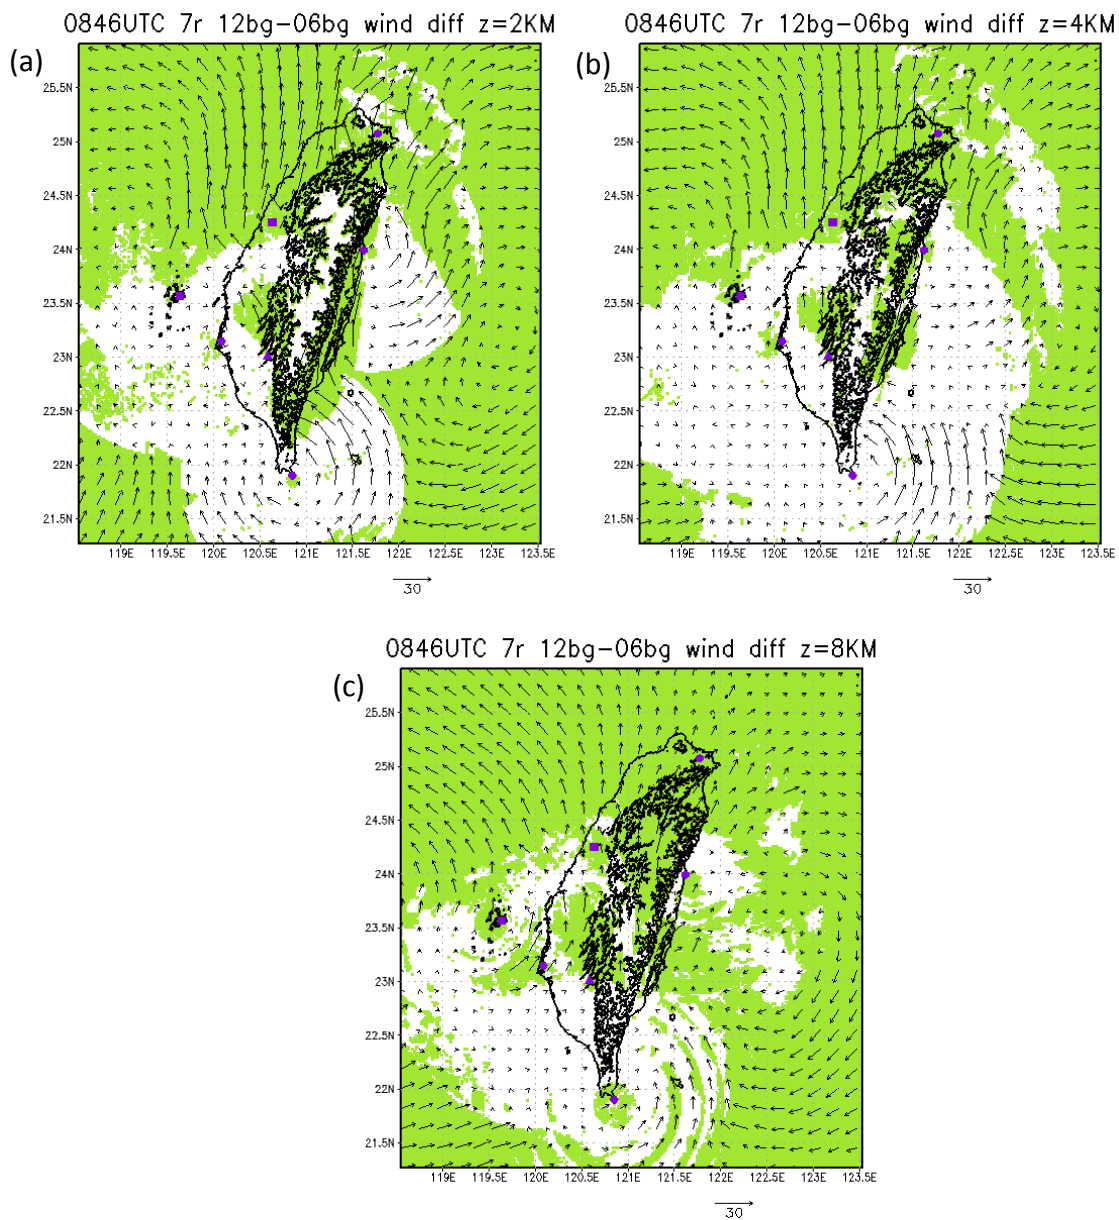 0846UTC 7r 12bg-06bg wind diff z=2KM
(a)
25.5N
25N
24.5N
24N
23.5N
23N
22.5N
22N
21.5N
119E 119.5E 120E 120.5E 121E 121.5E 122E 122.5E 123E 123.5E
30
0846UTC 7r 12bg-06bg wind diff z=4KM
(b)
25.5N
25N
24.5N
24N
23.5N
23N
22.5N
22N
21.5N
119E 119.5E 120E 120.5E 121E 121.5E 122E 122.5E 123E 123.5E
30
0846UTC 7r 12bg-06bg wind diff z=8KM
(c)
25.5N
25N
24.5N
24N
23.5N
23N
22.5N
22N
21.5N
119E 119.5E 120E 120.5E 121E 121.5E 122E 122.5E 123E 123.5E
30